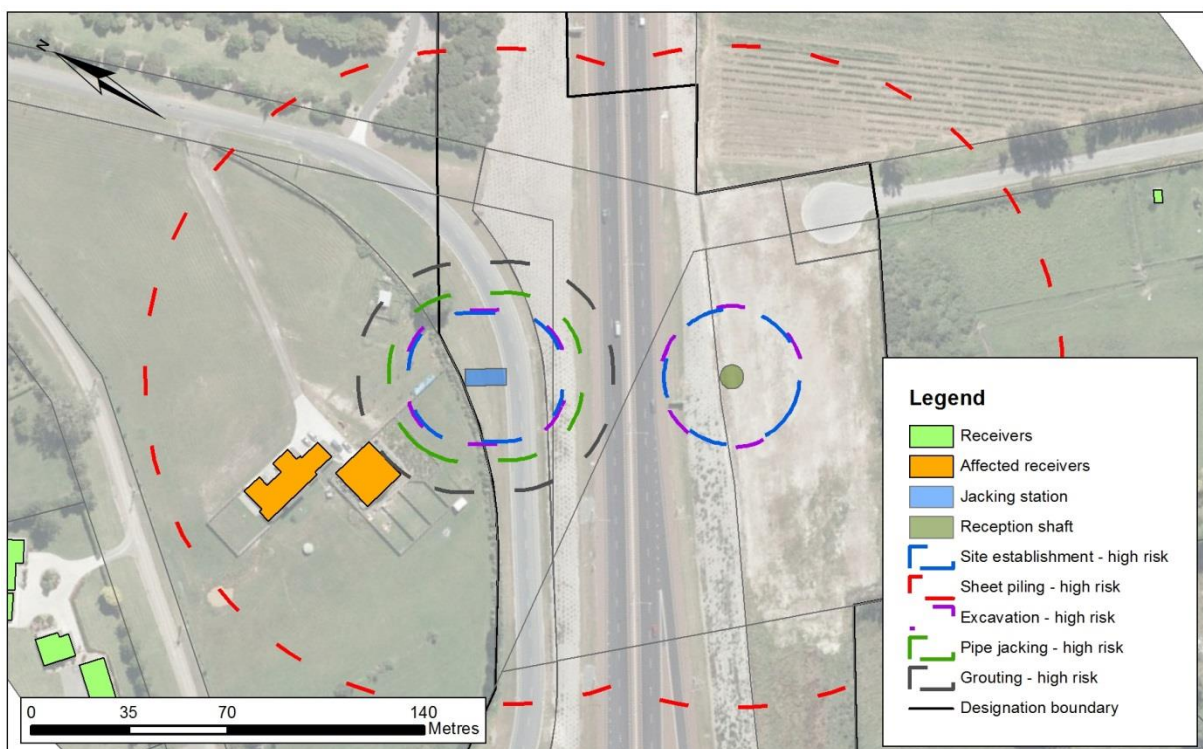 N
Legend
Receivers
Affected receivers
Jacking station
Reception shaft
Site establishment - high risk
Sheet piling - high risk
Excavation - high risk
Pipe jacking - high risk
Grouting - high risk
Designation boundary
0 35 70 140
Metres